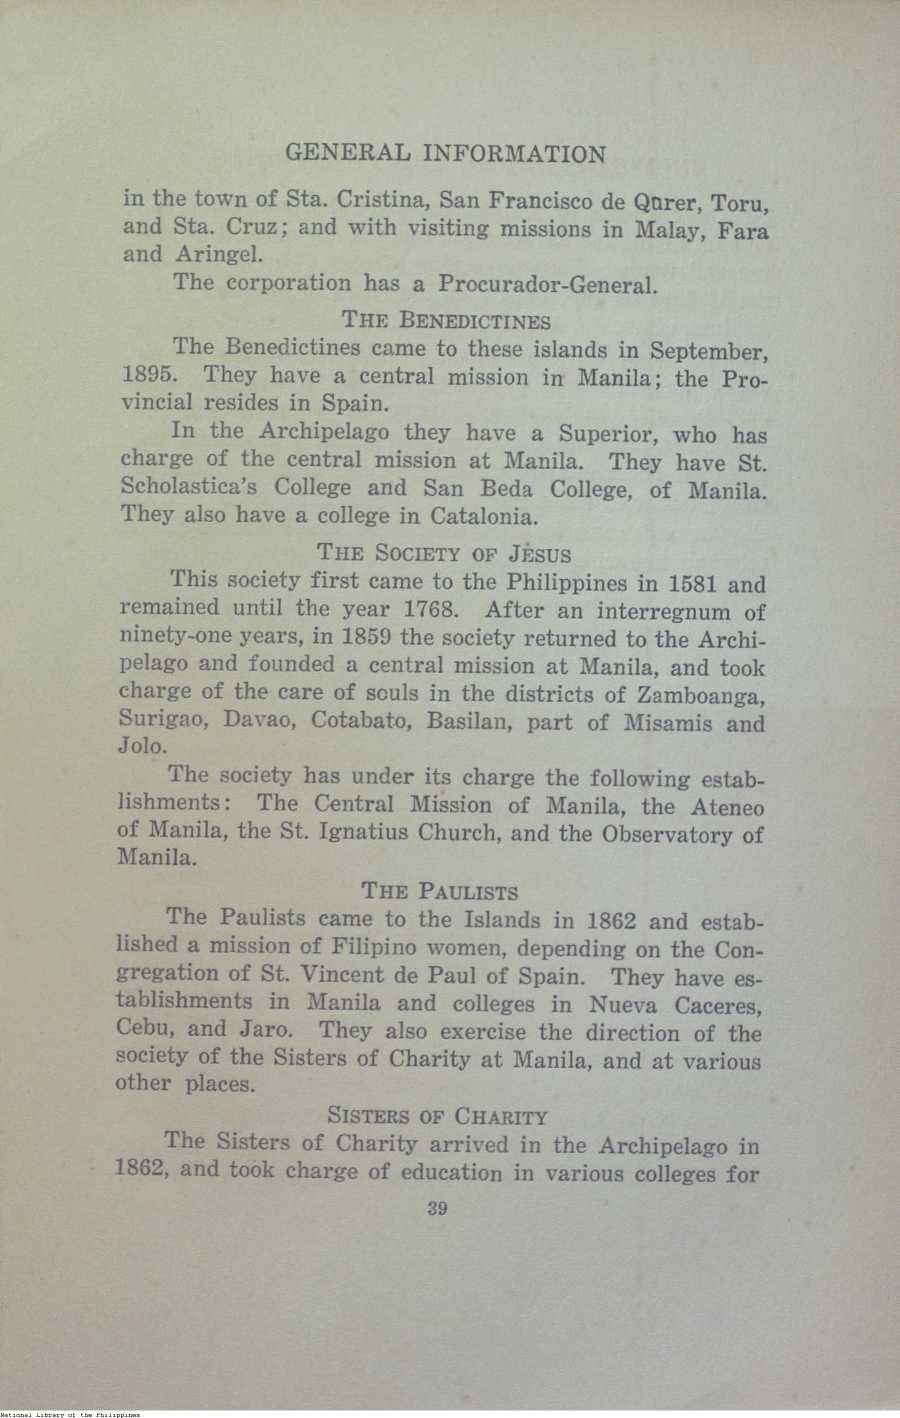 GENERAL INFORMATION
in the town of Sta. Cristina, San Francisco de Qurer, Toru,
and Sta. Cruz; and with visiting missions in Malay, Fara
and Aringel.
The corporation has a Procurador-General.
THE BENEDICTINES
The Benedictines came to these islands in September,
1895. They have a central mission in Manila; the Pro-
vincial resides in Spain.
In the Archipelago they have a Superior, who has
charge of the central mission at Manila. They have St.
Scholastica's College and San Beda College, of Manila.
They also have a college in Catalonia.
THE SOCIETY OF JESUS
This society first came to the Philippines in 1581 and
remained until the year 1768. After an interregnum of
ninety-one years, in 1859 the society returned to the Archi-
pelago and founded a central mission at Manila, and took
charge of the care of souls in the districts of Zamboanga,
Surigao, Davao, Cotabato, Basilan, part of Misamis and
Jolo.
The society has under its charge the following estab-
lishments: The Central Mission of Manila, the Ateneo
of Manila, the St. Ignatius Church, and the Observatory of
Manila.
THE PAULISTS
The Paulists came to the Islands in 1862 and estab-
lished a mission of Filipino women, depending on the Con-
gregation of St. Vincent de Paul of Spain. They have es-
tablishments in Manila and colleges in Nueva Caceres,
Cebu, and Jaro. They also exercise the direction of the
society of the Sisters of Charity at Manila, and at various
other places.
SISTERS OF CHARITY
The Sisters of Charity arrived in the Archipelago in
1862, and took charge of education in various colleges for
39
National Library of the Philippines